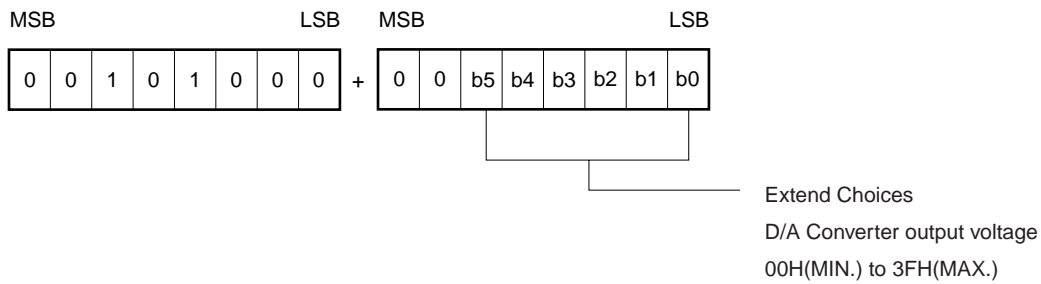 MSB LSB MSB LSB
0 0 1 0 1 0 0 0 + 0 0 b5 b4 b3 b2 b1 b0
Extend Choices
D/A Converter output voltage
00H(MIN.) to 3FH(MAX.)